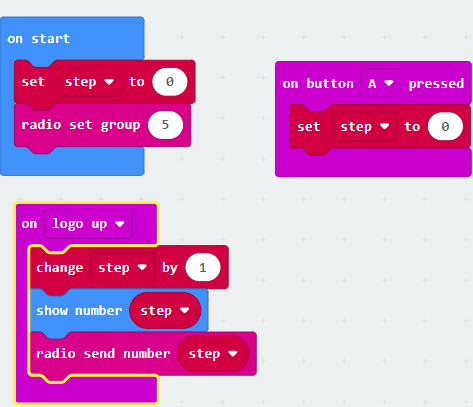 on start
set step to 0
radio set group 5
on button A pressed
set step to 0
on logo up
change step by 1
show number step
radio send number step